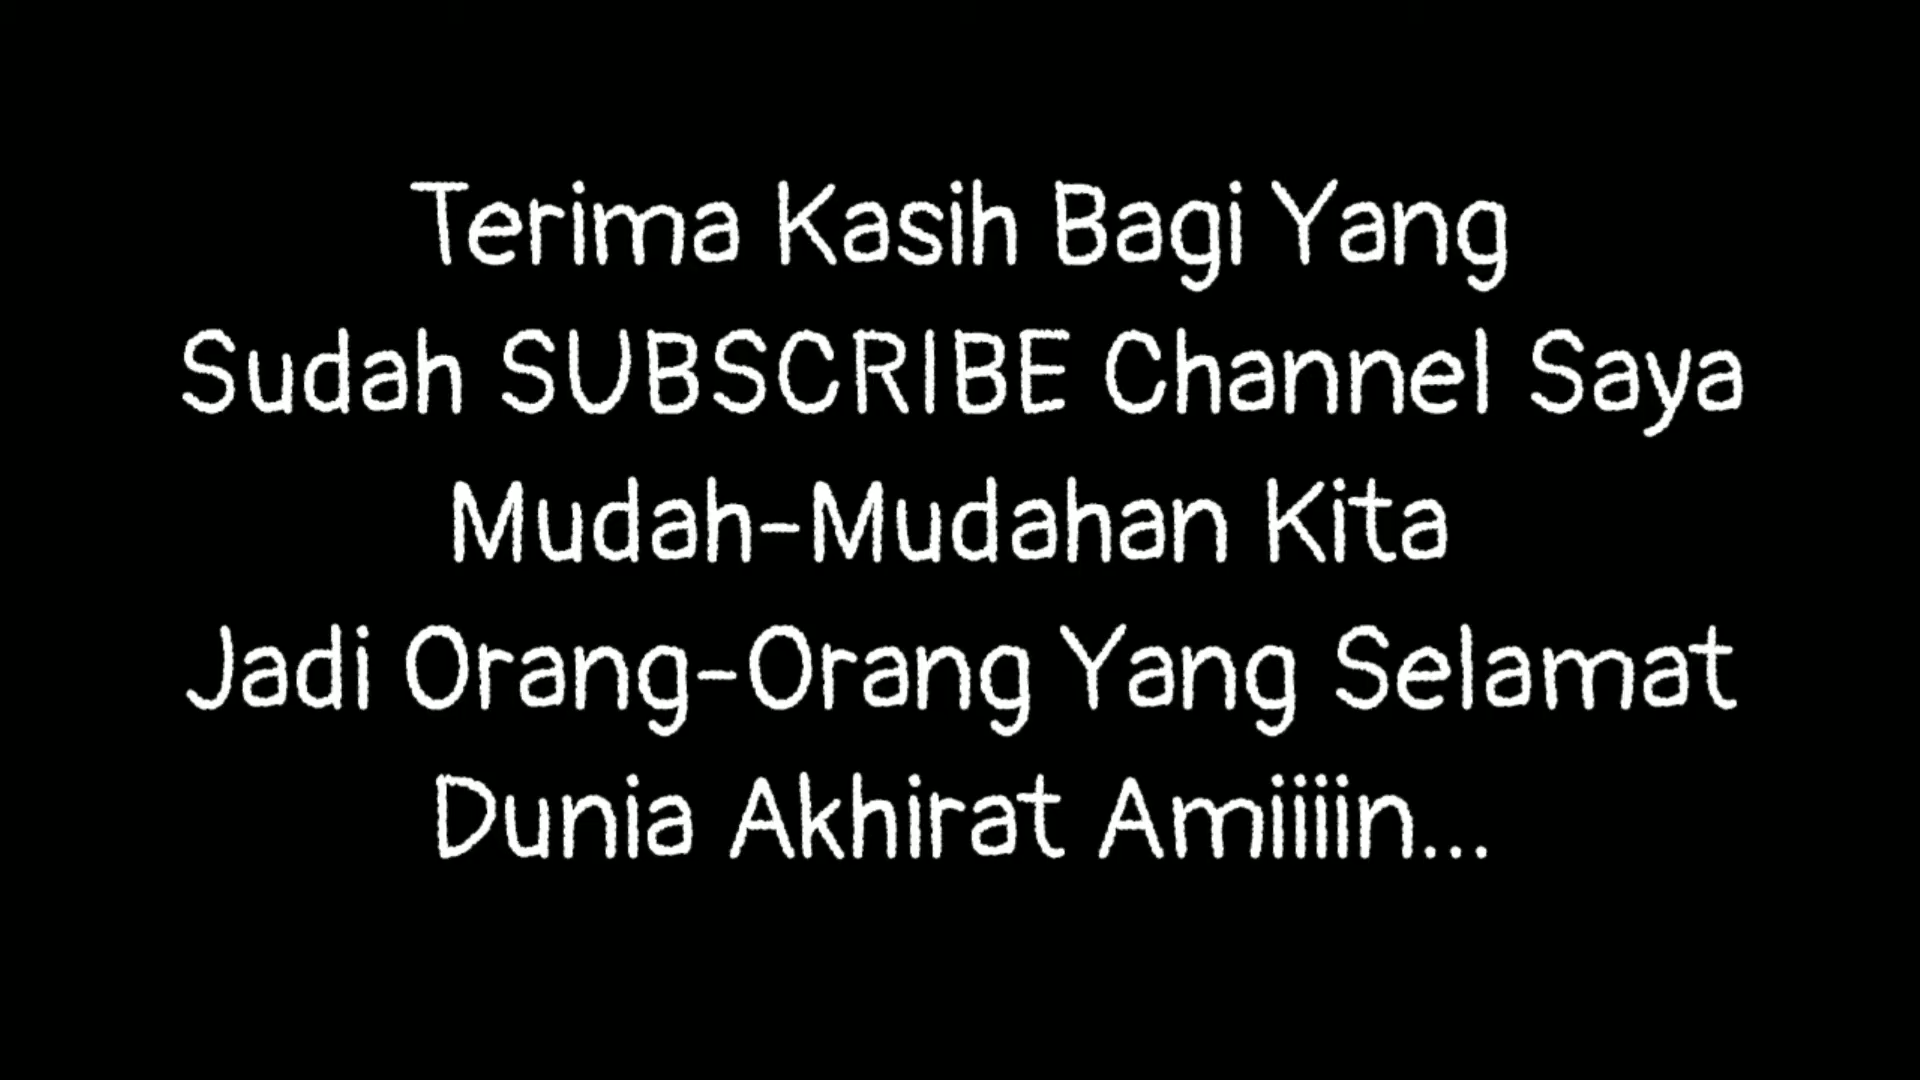 Terima Kasih Bagi Yang
Sudah SUBSCRIBE Channel Saya
Mudah-Mudahan Kita
Jadi Orang-Orang Yang Selamat
Dunia Akhirat Amiiiin...